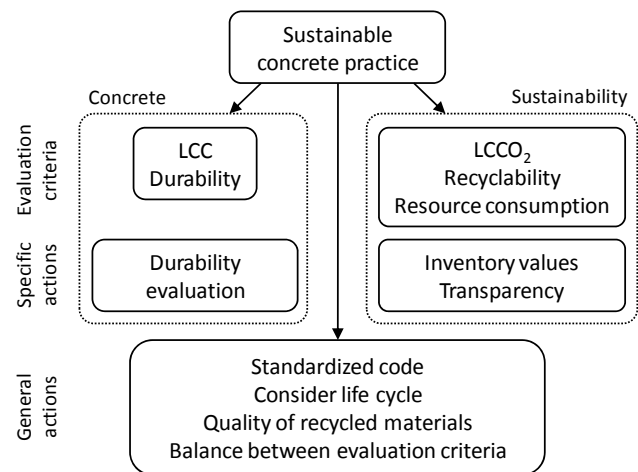 Sustainable
concrete practice
Concrete
Sustainability
Evaluation
criteria
LCC
Durability
LCCO₂
Recyclability
Resource consumption
Specific
actions
Durability
evaluation
Inventory values
Transparency
General
actions
Standardized code
Consider life cycle
Quality of recycled materials
Balance between evaluation criteria